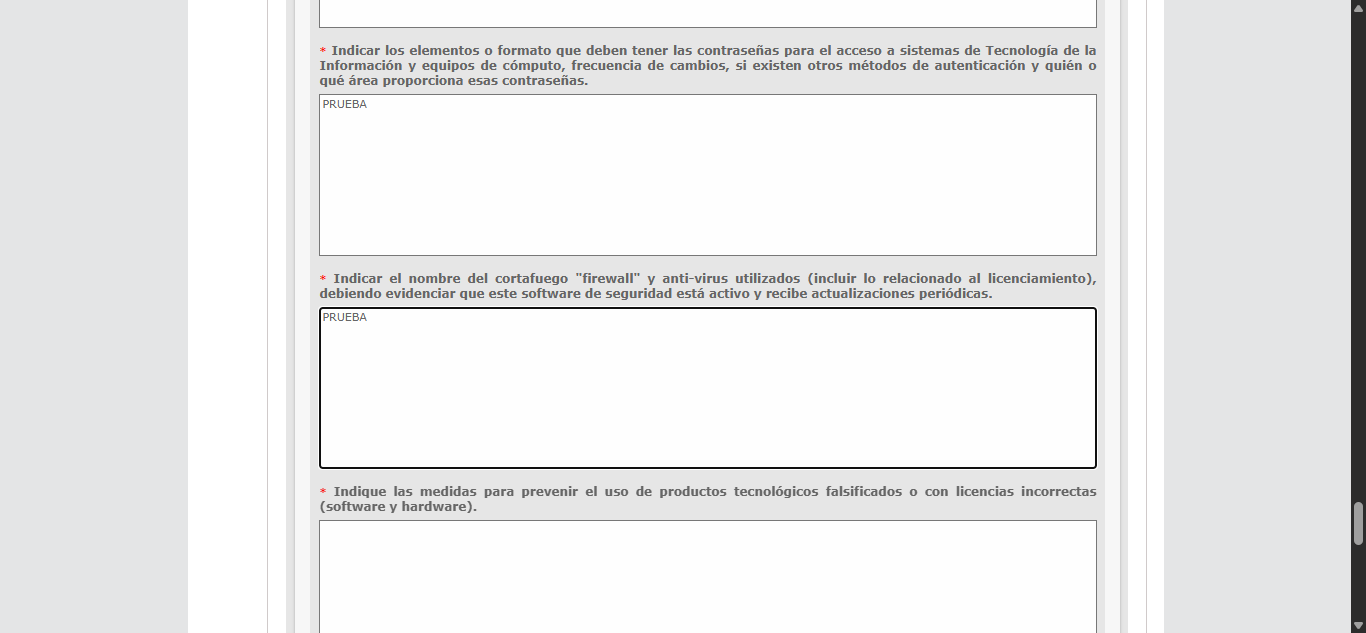 * Indicar los elementos o formato que deben tener las contraseñas para el acceso a sistemas de Tecnología de la
Información y equipos de cómputo, frecuencia de cambios, si existen otros métodos de autenticación y quién o
qué área proporciona esas contraseñas.
PRUEBA
* Indicar el nombre del cortafuego "firewall" y anti-virus utilizados (incluir lo relacionado al licenciamiento),
debiendo evidenciar que este software de seguridad está activo y recibe actualizaciones periódicas.
PRUEBA
* Indique las medidas para prevenir el uso de productos tecnológicos falsificados o con licencias incorrectas
(software y hardware).